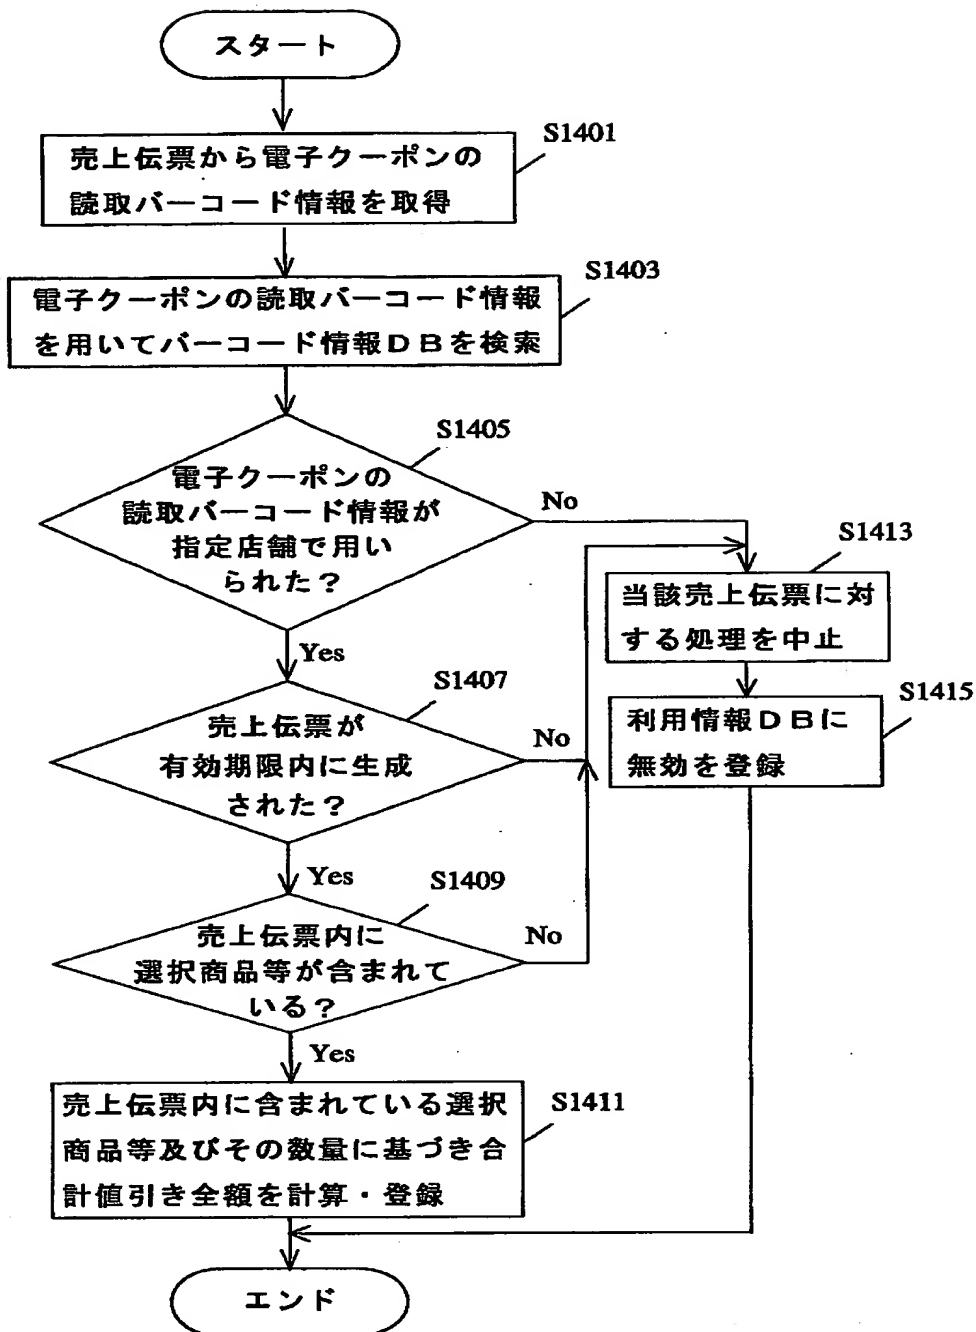 スタート
S1401
売上伝票から電子クーポンの
読取バーコード情報を取得
S1403
電子クーポンの読取バーコード情報
を用いてバーコード情報DBを検索
S1405
電子クーポンの
読取バーコード情報が
指定店舗で用い
られた?
No
Yes
S1413
当該売上伝票に対
する処理を中止
S1407
売上伝票が
有効期限内に生成
された?
No
Yes
S1415
利用情報DBに
無効を登録
S1409
売上伝票内に
選択商品等が含まれて
いる?
No
Yes
S1411
売上伝票内に含まれている選択
商品等及びその数量に基づき合
計値引き全額を計算・登録
エンド